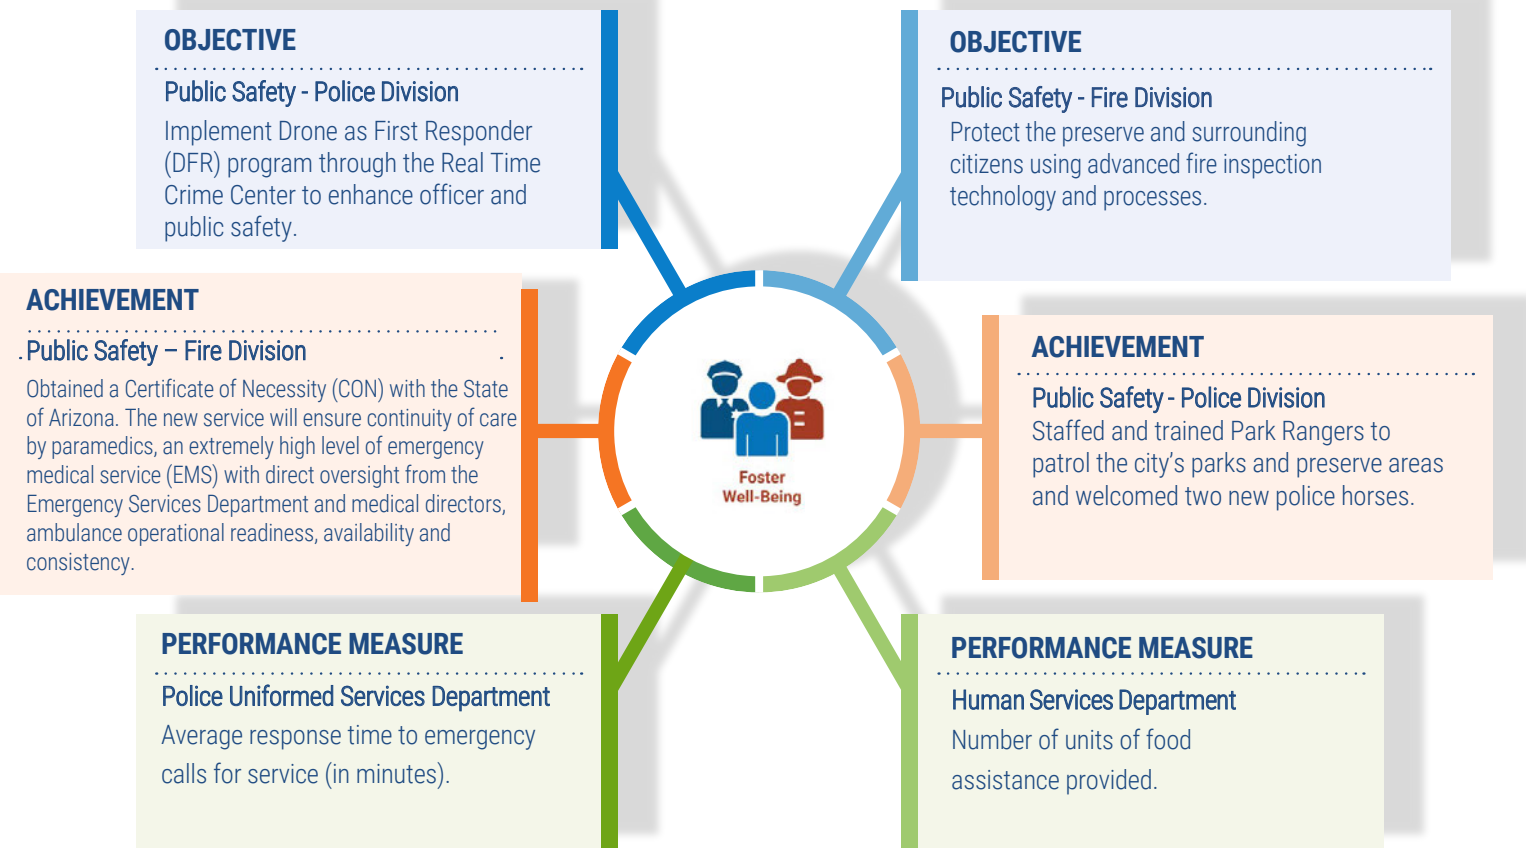 OBJECTIVE
Public Safety - Police Division
Implement Drone as First Responder
(DFR) program through the Real Time
Crime Center to enhance officer and
public safety.
OBJECTIVE
Public Safety - Fire Division
Protect the preserve and surrounding
citizens using advanced fire inspection
technology and processes.
ACHIEVEMENT
Public Safety – Fire Division
Obtained a Certificate of Necessity (CON) with the State
of Arizona. The new service will ensure continuity of care
by paramedics, an extremely high level of emergency
medical service (EMS) with direct oversight from the
Emergency Services Department and medical directors,
ambulance operational readiness, availability and
consistency.
Foster
Well-Being
ACHIEVEMENT
Public Safety - Police Division
Staffed and trained Park Rangers to
patrol the city’s parks and preserve areas
and welcomed two new police horses.
PERFORMANCE MEASURE
Police Uniformed Services Department
Average response time to emergency
calls for service (in minutes).
PERFORMANCE MEASURE
Human Services Department
Number of units of food
assistance provided.